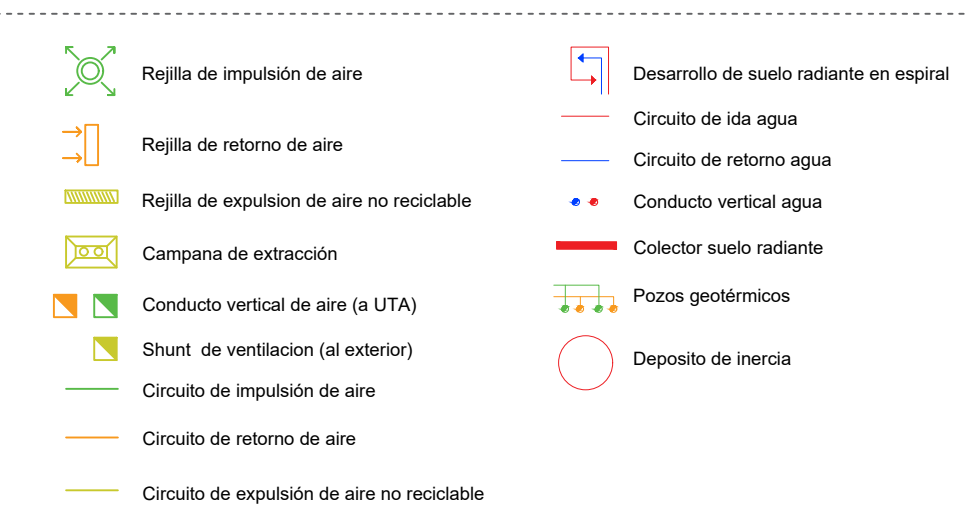 Rejilla de impulsión de aire
Rejilla de retorno de aire
Rejilla de expulsion de aire no reciclable
Campana de extracción
Conducto vertical de aire (a UTA)
Shunt de ventilacion (al exterior)
Circuito de impulsión de aire
Circuito de retorno de aire
Circuito de expulsión de aire no reciclable
Desarrollo de suelo radiante en espiral
Circuito de ida agua
Circuito de retorno agua
Conducto vertical agua
Colector suelo radiante
Pozos geotérmicos
Deposito de inercia